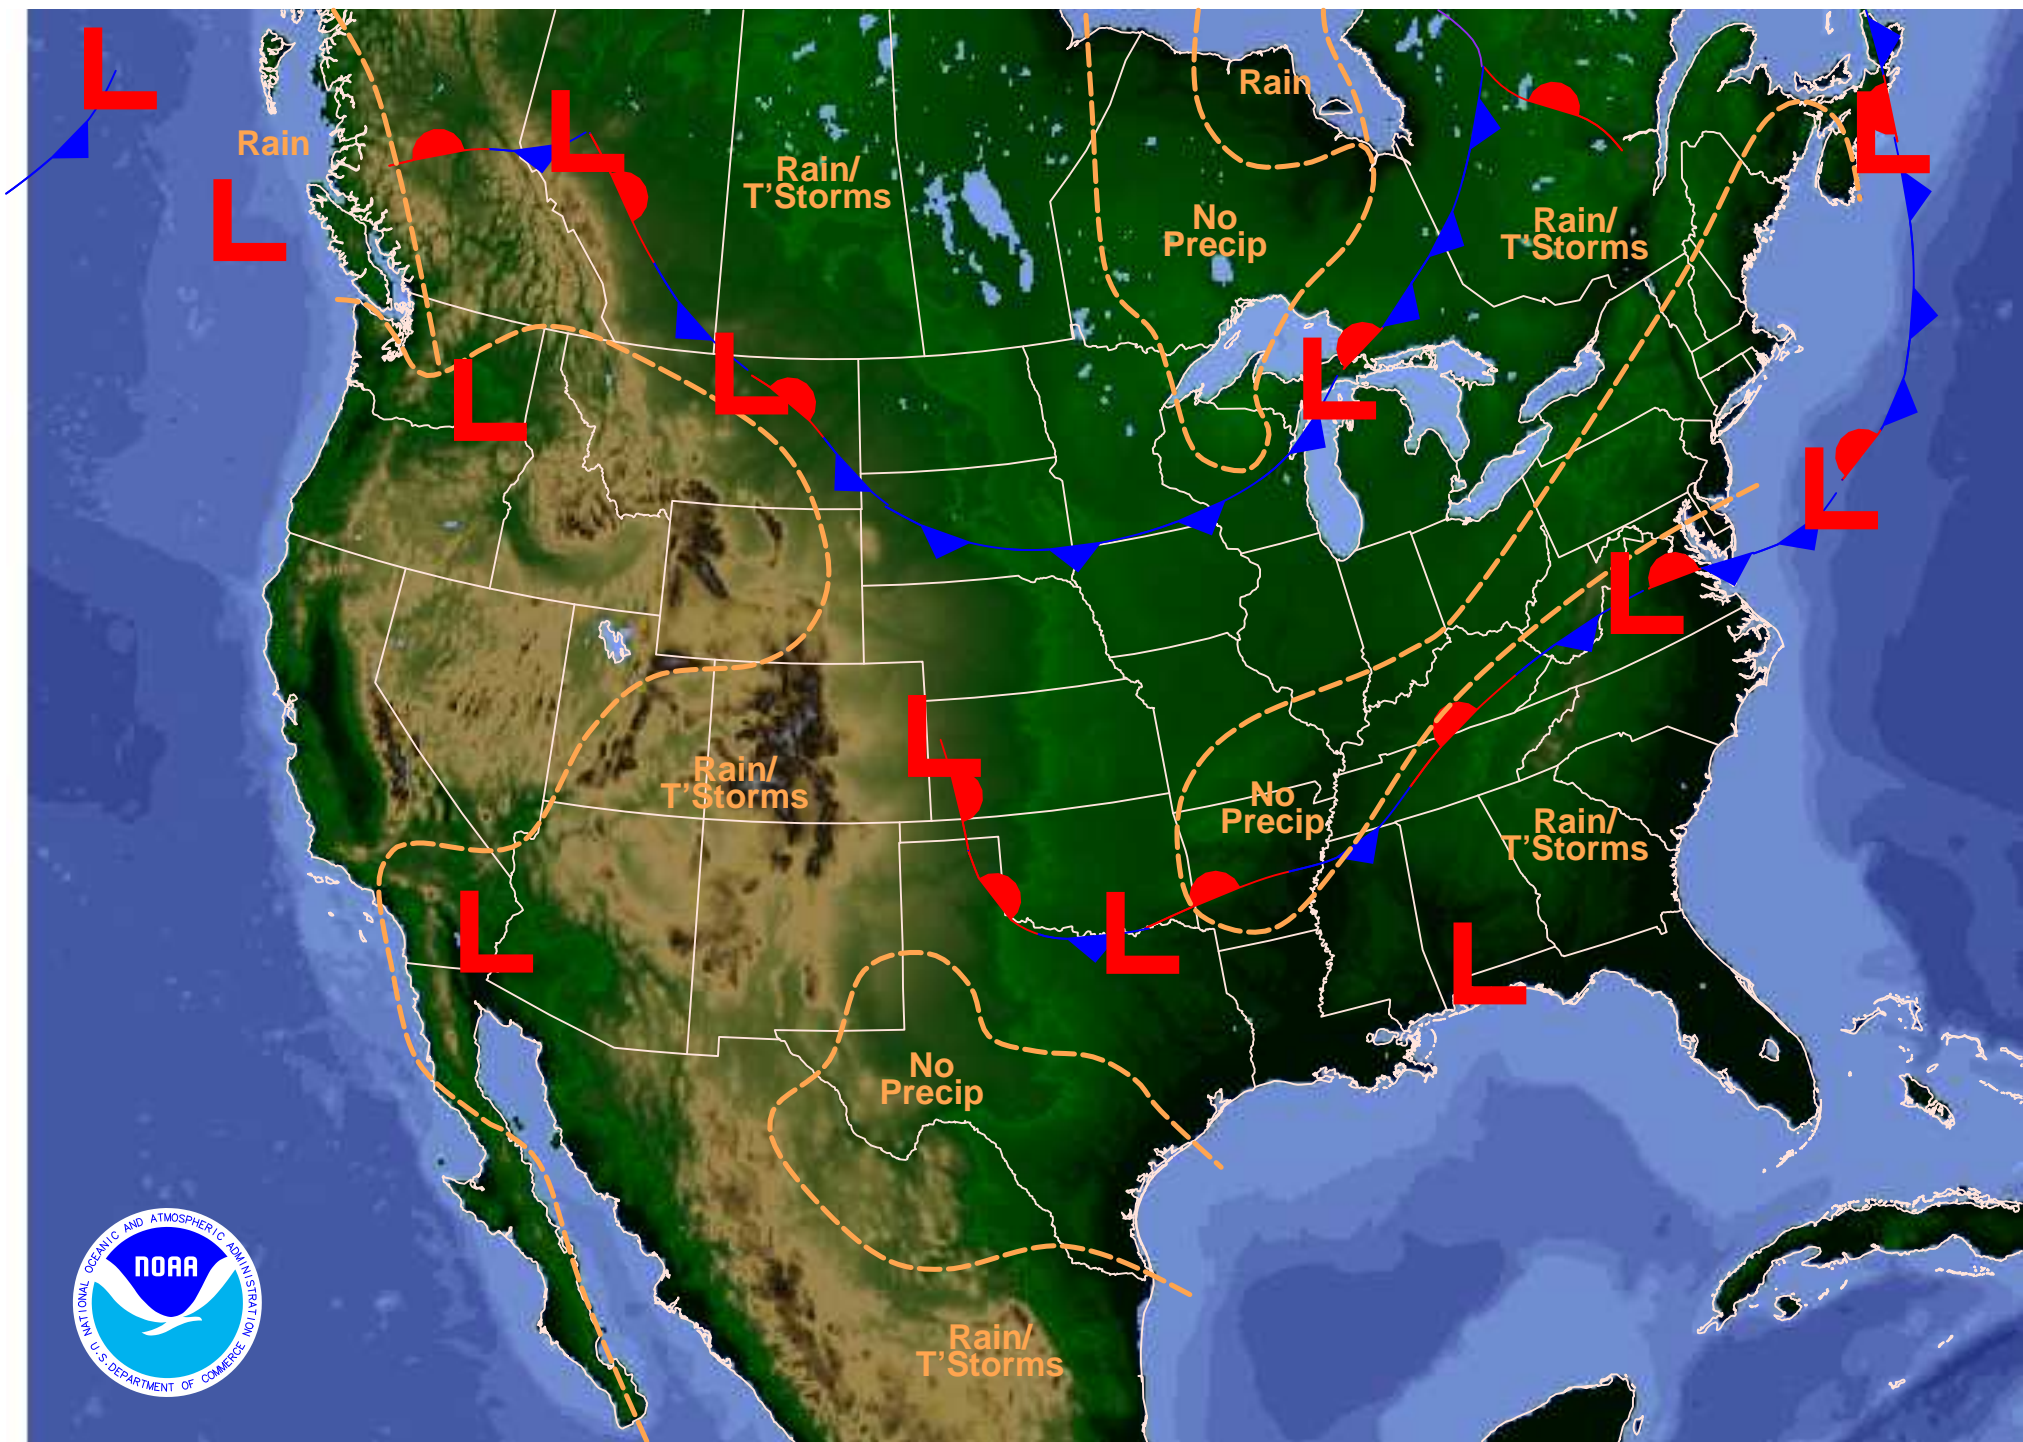 L
Rain
L
Rain
L
Rain/
T'Storms
L
No
Precip
Rain/
T'Storms
L
L
L
L
L
L
L
Rain/
T'Storms
No
Precip
Rain/
T'Storms
L
L
L
No
Precip
Rain/
T'Storms
NATIONAL OCEANIC AND ATMOSPHERIC ADMINISTRATION
NOAA
U.S. DEPARTMENT OF COMMERCE